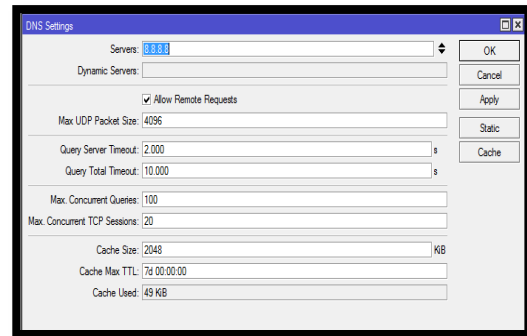 DNS Settings
Servers: 8.8.8.8
OK
Dynamic Servers:
Cancel
Allow Remote Requests
Apply
Max UDP Packet Size: 4096
Static
Query Server Timeout: 2.000 s
Cache
Query Total Timeout: 10.000 s
Max. Concurrent Queries: 100
Max. Concurrent TCP Sessions: 20
Cache Size: 2048 KiB
Cache Max TTL: 7d 00:00:00
Cache Used: 49 KiB